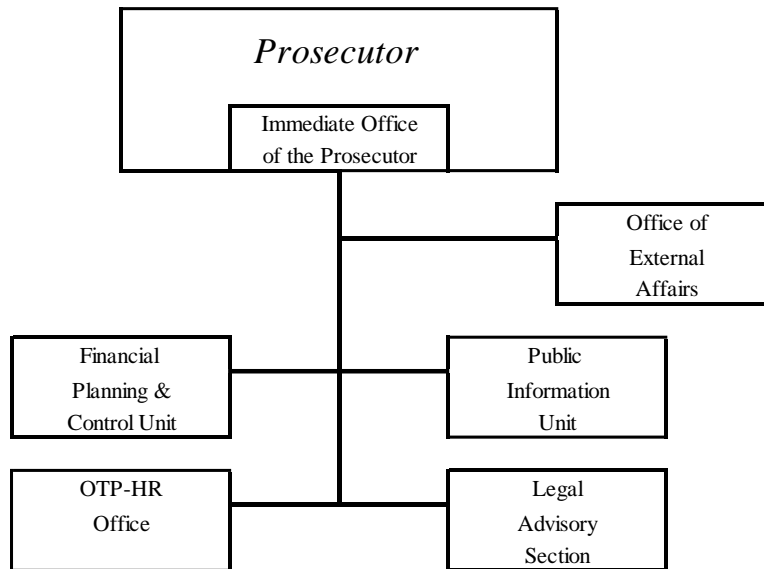 Prosecutor
Immediate Office
of the Prosecutor
Office of
External
Affairs
Financial
Planning &
Control Unit
Public
Information
Unit
OTP-HR
Office
Legal
Advisory
Section